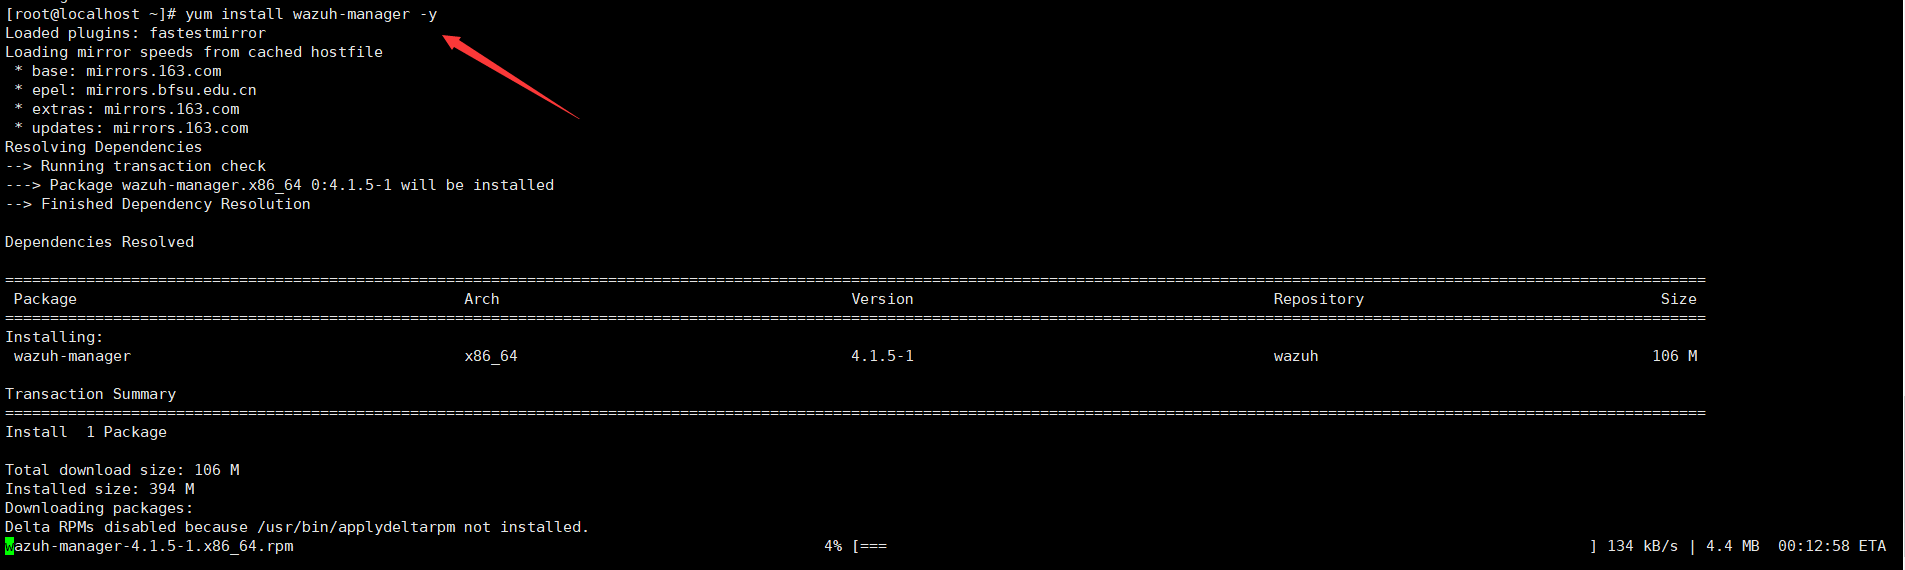 [root@localhost ~]# yum install wazuh-manager -y
Loaded plugins: fastestmirror
Loading mirror speeds from cached hostfile
 * base: mirrors.163.com
 * epel: mirrors.bfsu.edu.cn
 * extras: mirrors.163.com
 * updates: mirrors.163.com
Resolving Dependencies
--> Running transaction check
---> Package wazuh-manager.x86_64 0:4.1.5-1 will be installed
--> Finished Dependency Resolution
Dependencies Resolved
Package Arch Version Repository Size
Installing:
wazuh-manager x86_64 4.1.5-1 wazuh 106 M
Transaction Summary
Install  1 Package
Total download size: 106 M
Installed size: 394 M
Downloading packages:
Delta RPMs disabled because /usr/bin/applydeltarpm not installed.
wazuh-manager-4.1.5-1.x86_64.rpm 4% [=== ] 134 kB/s | 4.4 MB  00:12:58 ETA